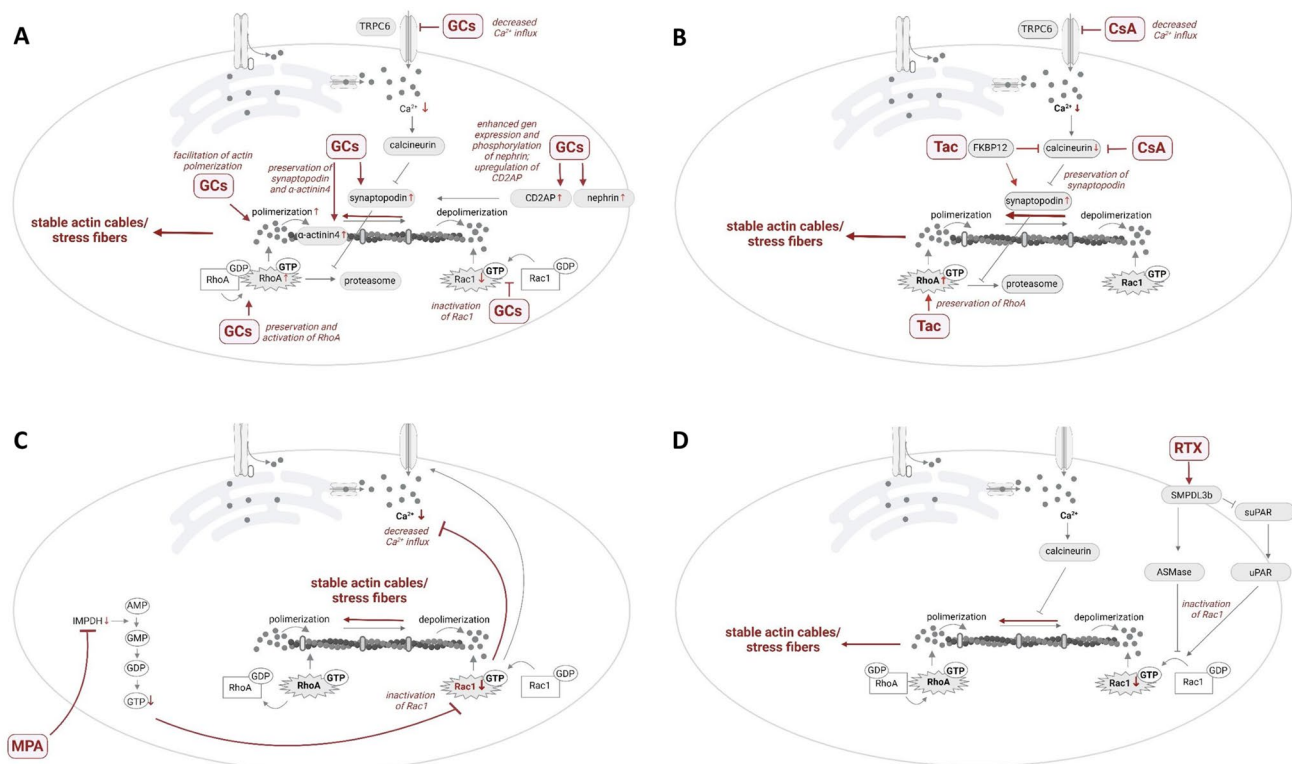 A
TRPC6
GCs
decreased
Ca²⁺ influx
Ca²⁺ ↓
calcineurin
enhanced gen
expression and
phosphorylation
of nephrin;
upregulation of
CD2AP
GCs
facilitation of actin
polmerization
GCs
preservation of
synaptopodin
and α-actinin4
GCs
synaptopodin↑
CD2AP↑
nephrin↑
polimerization↑
depolimerization
stable actin cables/
stress fibers
α-actinin4↑
GDP
RhoA
GTP
RhoA↑
proteasome
Rac1↓
GTP
GDP
Rac1
inactivation
of Rac1
GCs
GCs
preservation and
activation of RhoA
B
TRPC6
CsA
decreased
Ca²⁺ influx
Ca²⁺ ↓
Tac
FKBP12
calcineurin↓
CsA
preservation of
synaptopodin
synaptopodin↑
polimerization
depolimerization
stable actin cables/
stress fibers
GTP
RhoA↑
proteasome
GTP
Rac1
preservation of RhoA
Tac
C
Ca²⁺ ↓
decreased
Ca²⁺ influx
stable actin cables/
stress fibers
AMP
IMPDH↓
GMP
GDP
GTP↓
polimerization
depolimerization
GDP
RhoA
GTP
RhoA
Rac1↓
GTP
GDP
Rac1
inactivation
of Rac1
MPA
D
RTX
SMPDL3b
suPAR
Ca²⁺
calcineurin
ASMase
uPAR
inactivation
of Rac1
polimerization
depolimerization
stable actin cables/
stress fibers
GDP
RhoA
GTP
RhoA
Rac1↓
GTP
GDP
Rac1